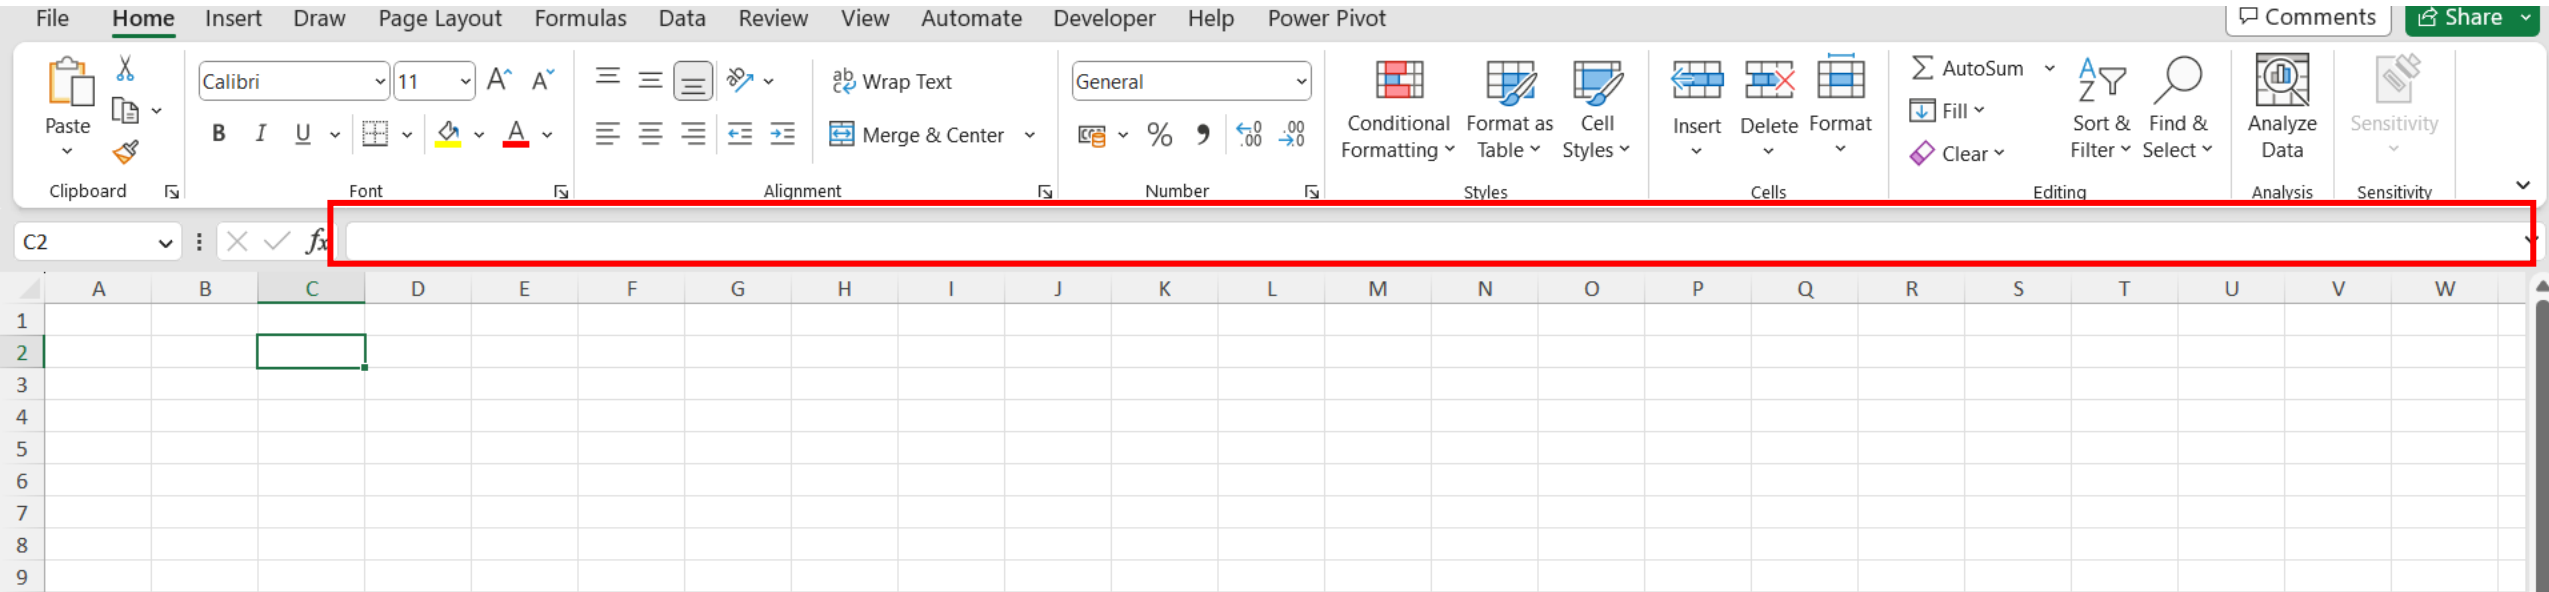 File Home Insert Draw Page Layout Formulas Data Review View Automate Developer Help Power Pivot Comments Share
Calibri 11 Wrap Text General AutoSum
Paste B I U A Merge & Center % Conditional Formatting Format as Table Cell Styles Insert Delete Format Fill Sort & Filter Find & Select Analyze Data Sensitivity
Clear
Clipboard Font Alignment Number Styles Cells Editing Analysis Sensitivity
C2 fx
A B C D E F G H I J K L M N O P Q R S T U V W
1
2
3
4
5
6
7
8
9